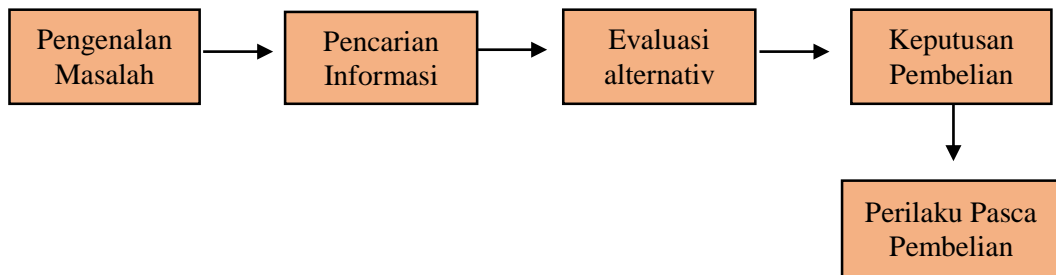 Pengenalan
Masalah
Pencarian
Informasi
Evaluasi
alternativ
Keputusan
Pembelian
Perilaku Pasca
Pembelian